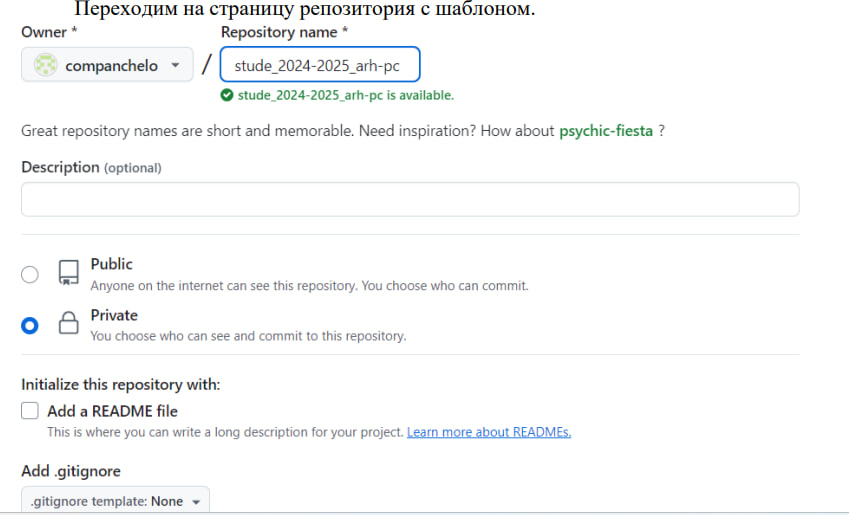 Переходим на страницу репозитория с шаблоном.
Owner * Repository name *
companchelo / stude_2024-2025_arh-pc
stude_2024-2025_arh-pc is available.
Great repository names are short and memorable. Need inspiration? How about psychic-fiesta ?
Description (optional)
Public
Anyone on the internet can see this repository. You choose who can commit.
Private
You choose who can see and commit to this repository.
Initialize this repository with:
Add a README file
This is where you can write a long description for your project. Learn more about READMEs.
Add .gitignore
.gitignore template: None